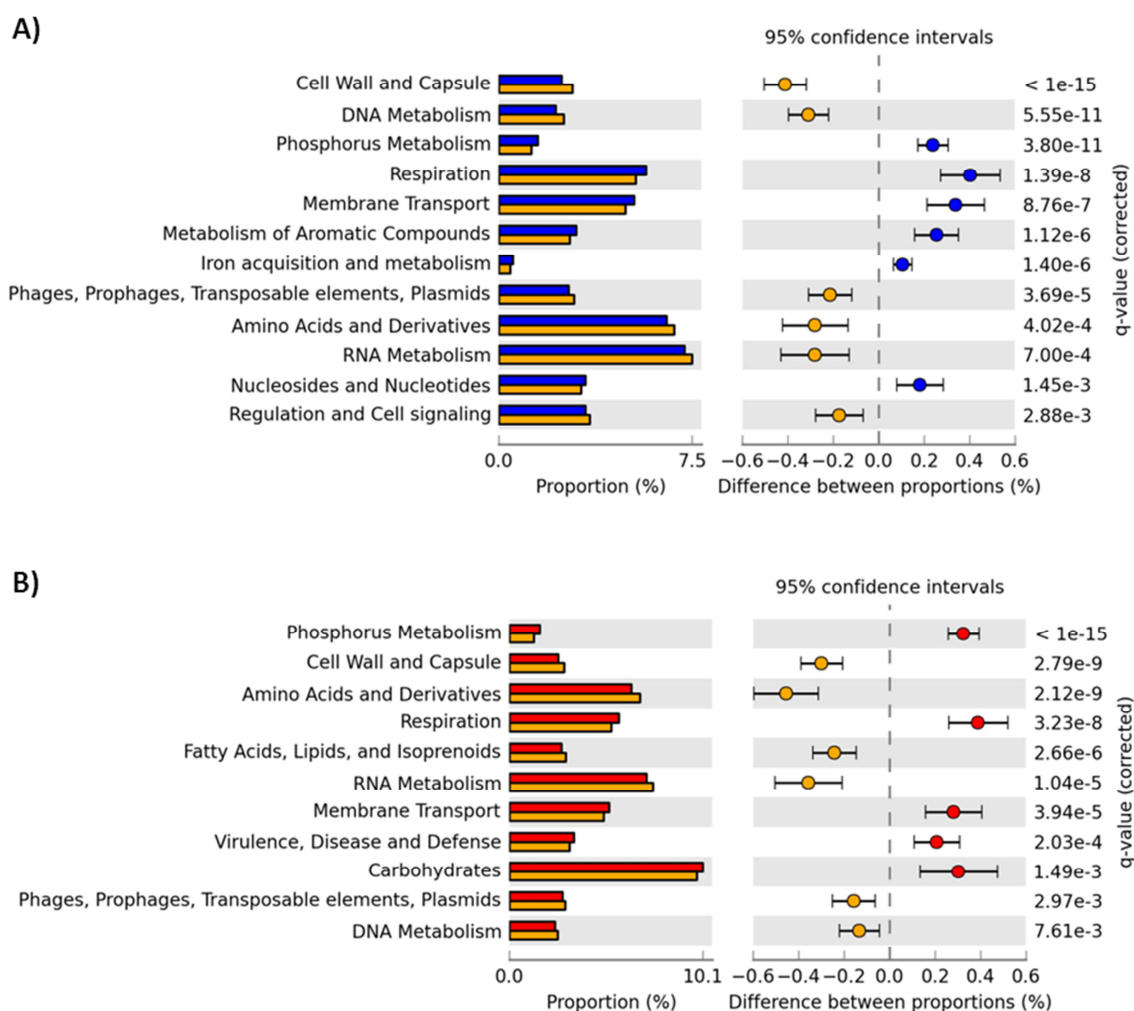 A)
95% confidence intervals
Cell Wall and Capsule < 1e-15
DNA Metabolism 5.55e-11
Phosphorus Metabolism 3.80e-11
Respiration 1.39e-8
Membrane Transport 8.76e-7
Metabolism of Aromatic Compounds 1.12e-6
Iron acquisition and metabolism 1.40e-6
Phages, Prophages, Transposable elements, Plasmids 3.69e-5
Amino Acids and Derivatives 4.02e-4
RNA Metabolism 7.00e-4
Nucleosides and Nucleotides 1.45e-3
Regulation and Cell signaling 2.88e-3
q-value (corrected)
0.0 7.5 −0.6 −0.4 −0.2 0.0 0.2 0.4 0.6
Proportion (%) Difference between proportions (%)
B)
95% confidence intervals
Phosphorus Metabolism < 1e-15
Cell Wall and Capsule 2.79e-9
Amino Acids and Derivatives 2.12e-9
Respiration 3.23e-8
Fatty Acids, Lipids, and Isoprenoids 2.66e-6
RNA Metabolism 1.04e-5
Membrane Transport 3.94e-5
Virulence, Disease and Defense 2.03e-4
Carbohydrates 1.49e-3
Phages, Prophages, Transposable elements, Plasmids 2.97e-3
DNA Metabolism 7.61e-3
q-value (corrected)
0.0 10.1 −0.6 −0.4 −0.2 0.0 0.2 0.4 0.6
Proportion (%) Difference between proportions (%)